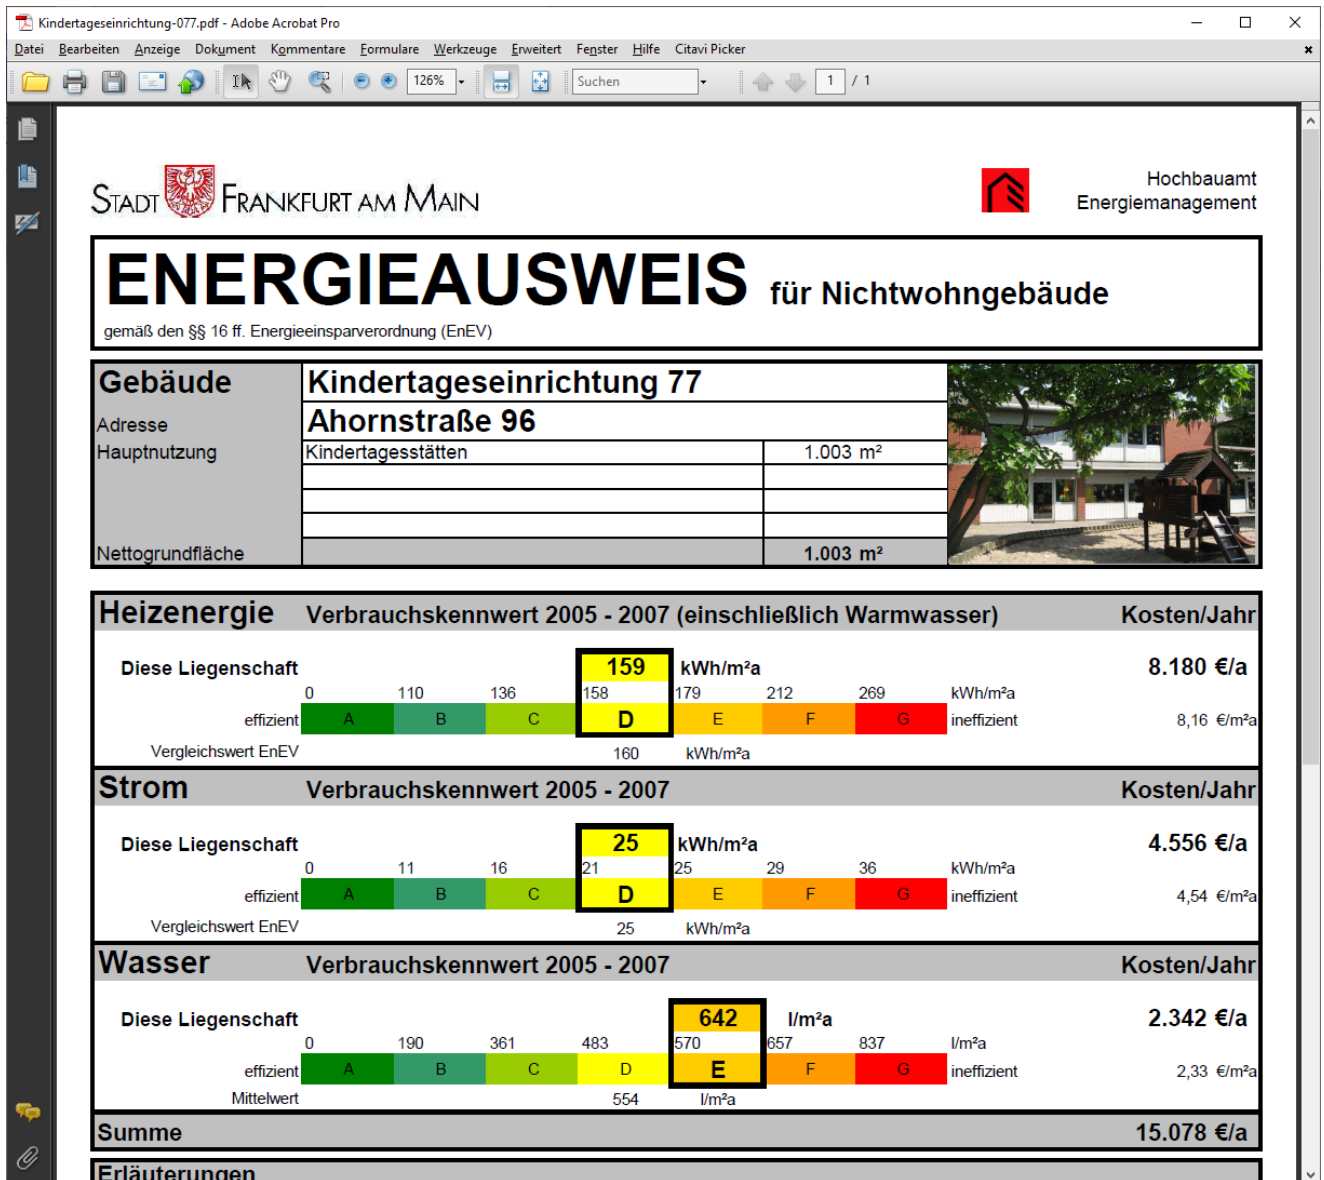 Kindertageseinrichtung-077.pdf - Adobe Acrobat Pro
Datei Bearbeiten Anzeige Dokument Kommentare Formulare Werkzeuge Erweitert Fenster Hilfe Citavi Picker
126% Suchen 1 / 1
STADT FRANKFURT AM MAIN
Hochbauamt
Energiemanagement
ENERGIEAUSWEIS für Nichtwohngebäude
gemäß den §§ 16 ff. Energieeinsparverordnung (EnEV)
Gebäude Kindertageseinrichtung 77
Adresse Ahornstraße 96
Hauptnutzung Kindertagesstätten 1.003 m²
Nettogrundfläche 1.003 m²
Heizenergie Verbrauchskennwert 2005 - 2007 (einschließlich Warmwasser) Kosten/Jahr
Diese Liegenschaft 159 kWh/m²a 8.180 €/a
0 110 136 158 179 212 269 kWh/m²a
effizient A B C D E F G ineffizient 8,16 €/m²a
Vergleichswert EnEV 160 kWh/m²a
Strom Verbrauchskennwert 2005 - 2007 Kosten/Jahr
Diese Liegenschaft 25 kWh/m²a 4.556 €/a
0 11 16 21 25 29 36 kWh/m²a
effizient A B C D E F G ineffizient 4,54 €/m²a
Vergleichswert EnEV 25 kWh/m²a
Wasser Verbrauchskennwert 2005 - 2007 Kosten/Jahr
Diese Liegenschaft 642 l/m²a 2.342 €/a
0 190 361 483 570 657 837 l/m²a
effizient A B C D E F G ineffizient 2,33 €/m²a
Mittelwert 554 l/m²a
Summe 15.078 €/a
Erläuterungen